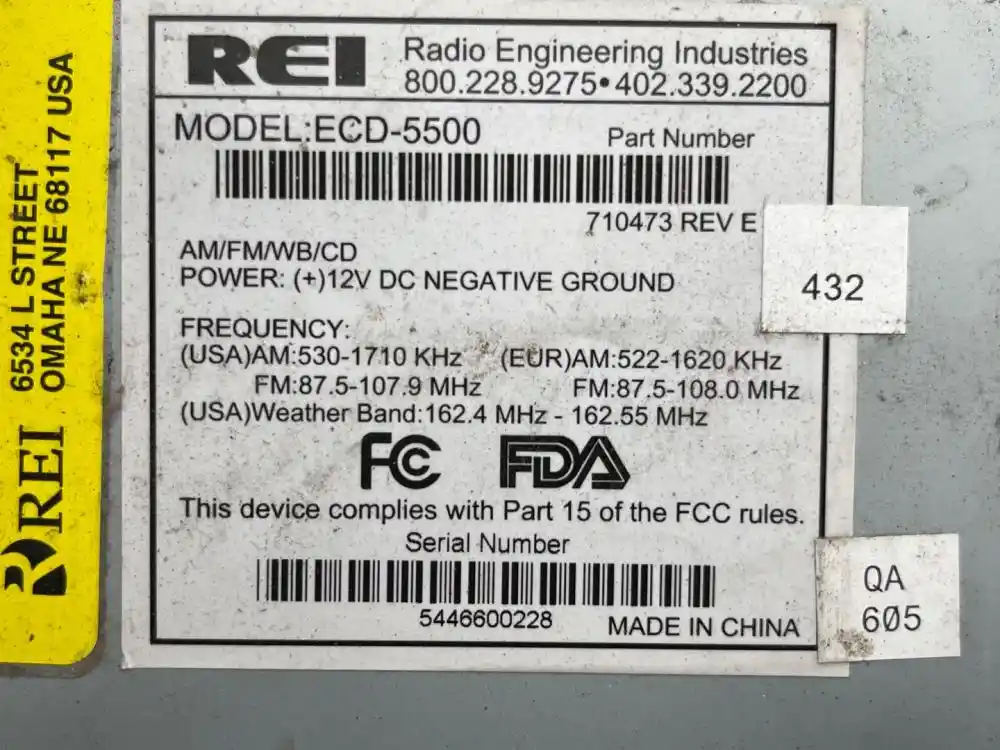 REI Radio Engineering Industries
800.228.9275•402.339.2200
MODEL:ECD-5500
Part Number
710473 REV E
AM/FM/WB/CD
POWER: (+)12V DC NEGATIVE GROUND
432
FREQUENCY:
(USA)AM:530-1710 KHz (EUR)AM:522-1620 KHz
FM:87.5-107.9 MHz FM:87.5-108.0 MHz
(USA)Weather Band:162.4 MHz - 162.55 MHz
FC FDA
This device complies with Part 15 of the FCC rules.
Serial Number
5446600228
MADE IN CHINA
QA
605
REI
6534 L STREET
OMAHA NE 68117 USA